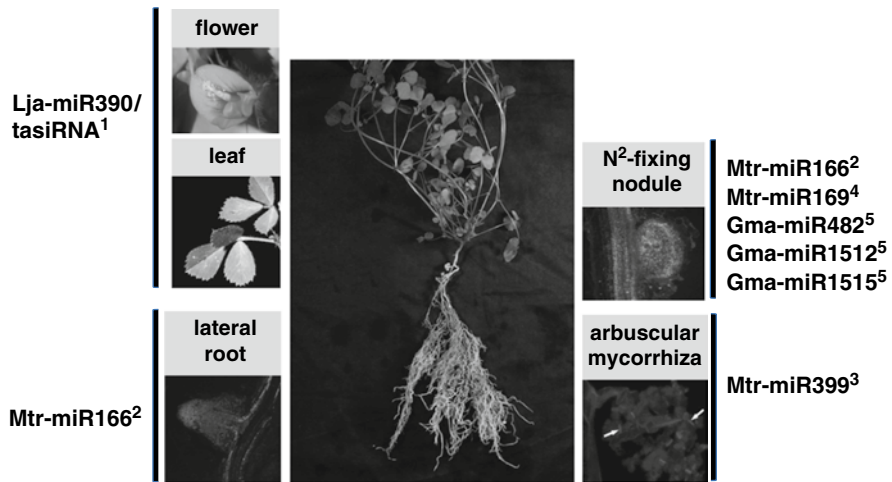 flower
Lja-miR390/
tasiRNA¹
leaf
lateral
root
Mtr-miR166²
N²-fixing
nodule
Mtr-miR166²
Mtr-miR169⁴
Gma-miR482⁵
Gma-miR1512⁵
Gma-miR1515⁵
arbuscular
mycorrhiza
Mtr-miR399³